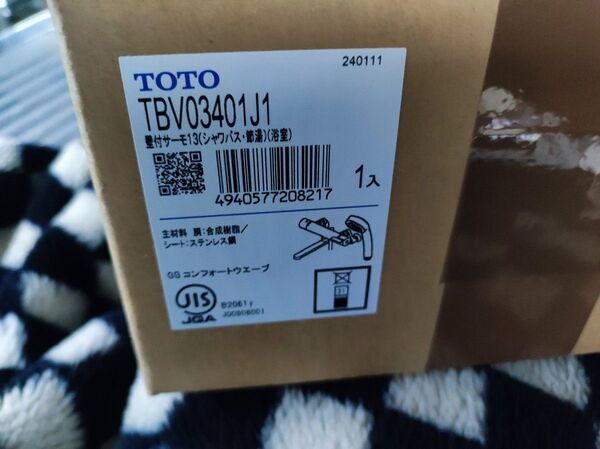 240111
TOTO
TBV03401J1
壁付サーモ13(シャワバス・節湯)(浴室)
4940577208217
1入
主材料 膜:合成樹脂/
シート:ステンレス鋼
GG コンフォートウエーブ
JIS
JGA
B2061 y